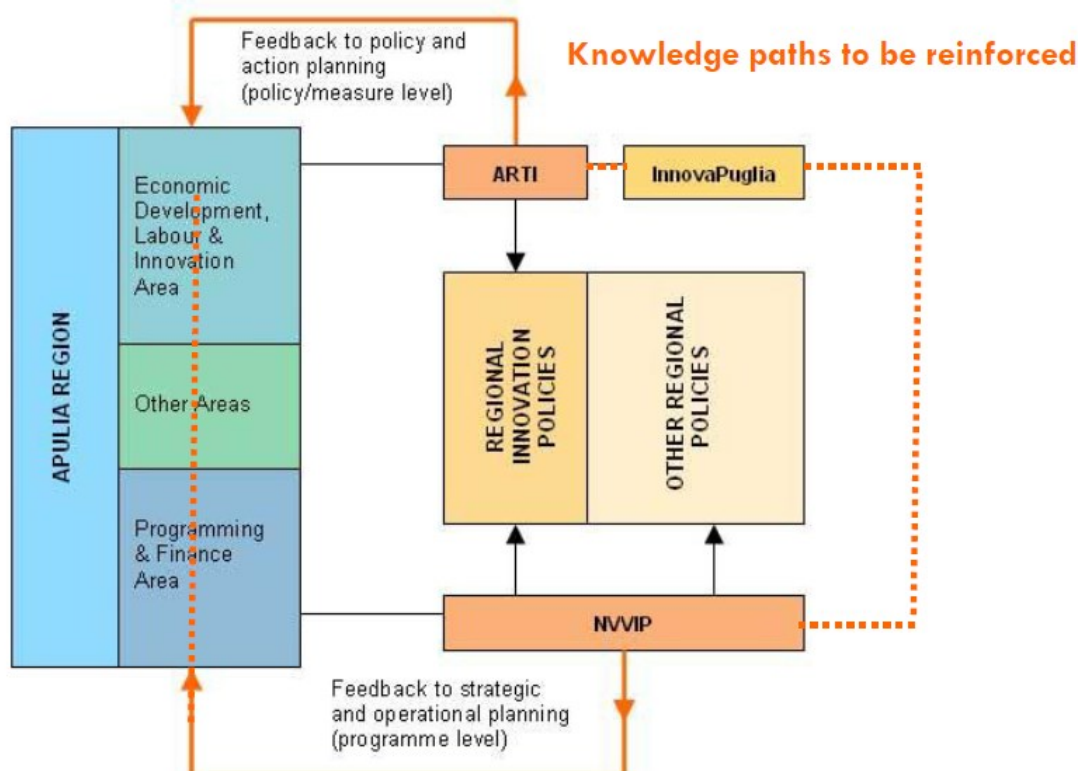 Feedback to policy and
action planning
(policy/measure level)
Knowledge paths to be reinforced
APULIA REGION
Economic
Development,
Labour &
Innovation
Area
Other Areas
Programming
& Finance
Area
ARTI
InnovaPuglia
REGIONAL
INNOVATION
POLICIES
OTHER REGIONAL
POLICIES
NVVIP
Feedback to strategic
and operational planning
(programme level)